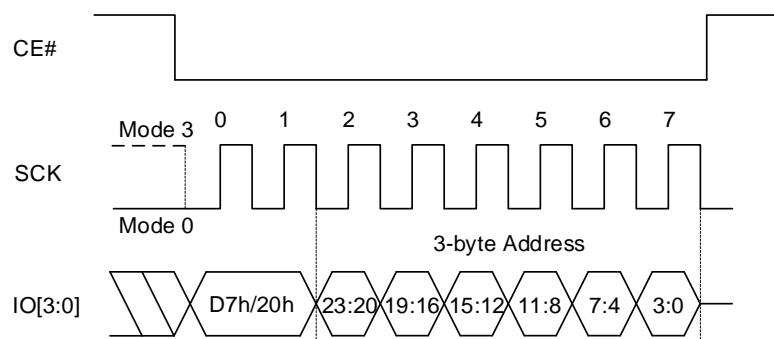 CE#
Mode 3 0 1 2 3 4 5 6 7
SCK
Mode 0
3-byte Address
IO[3:0] D7h/20h 23:20 19:16 15:12 11:8 7:4 3:0